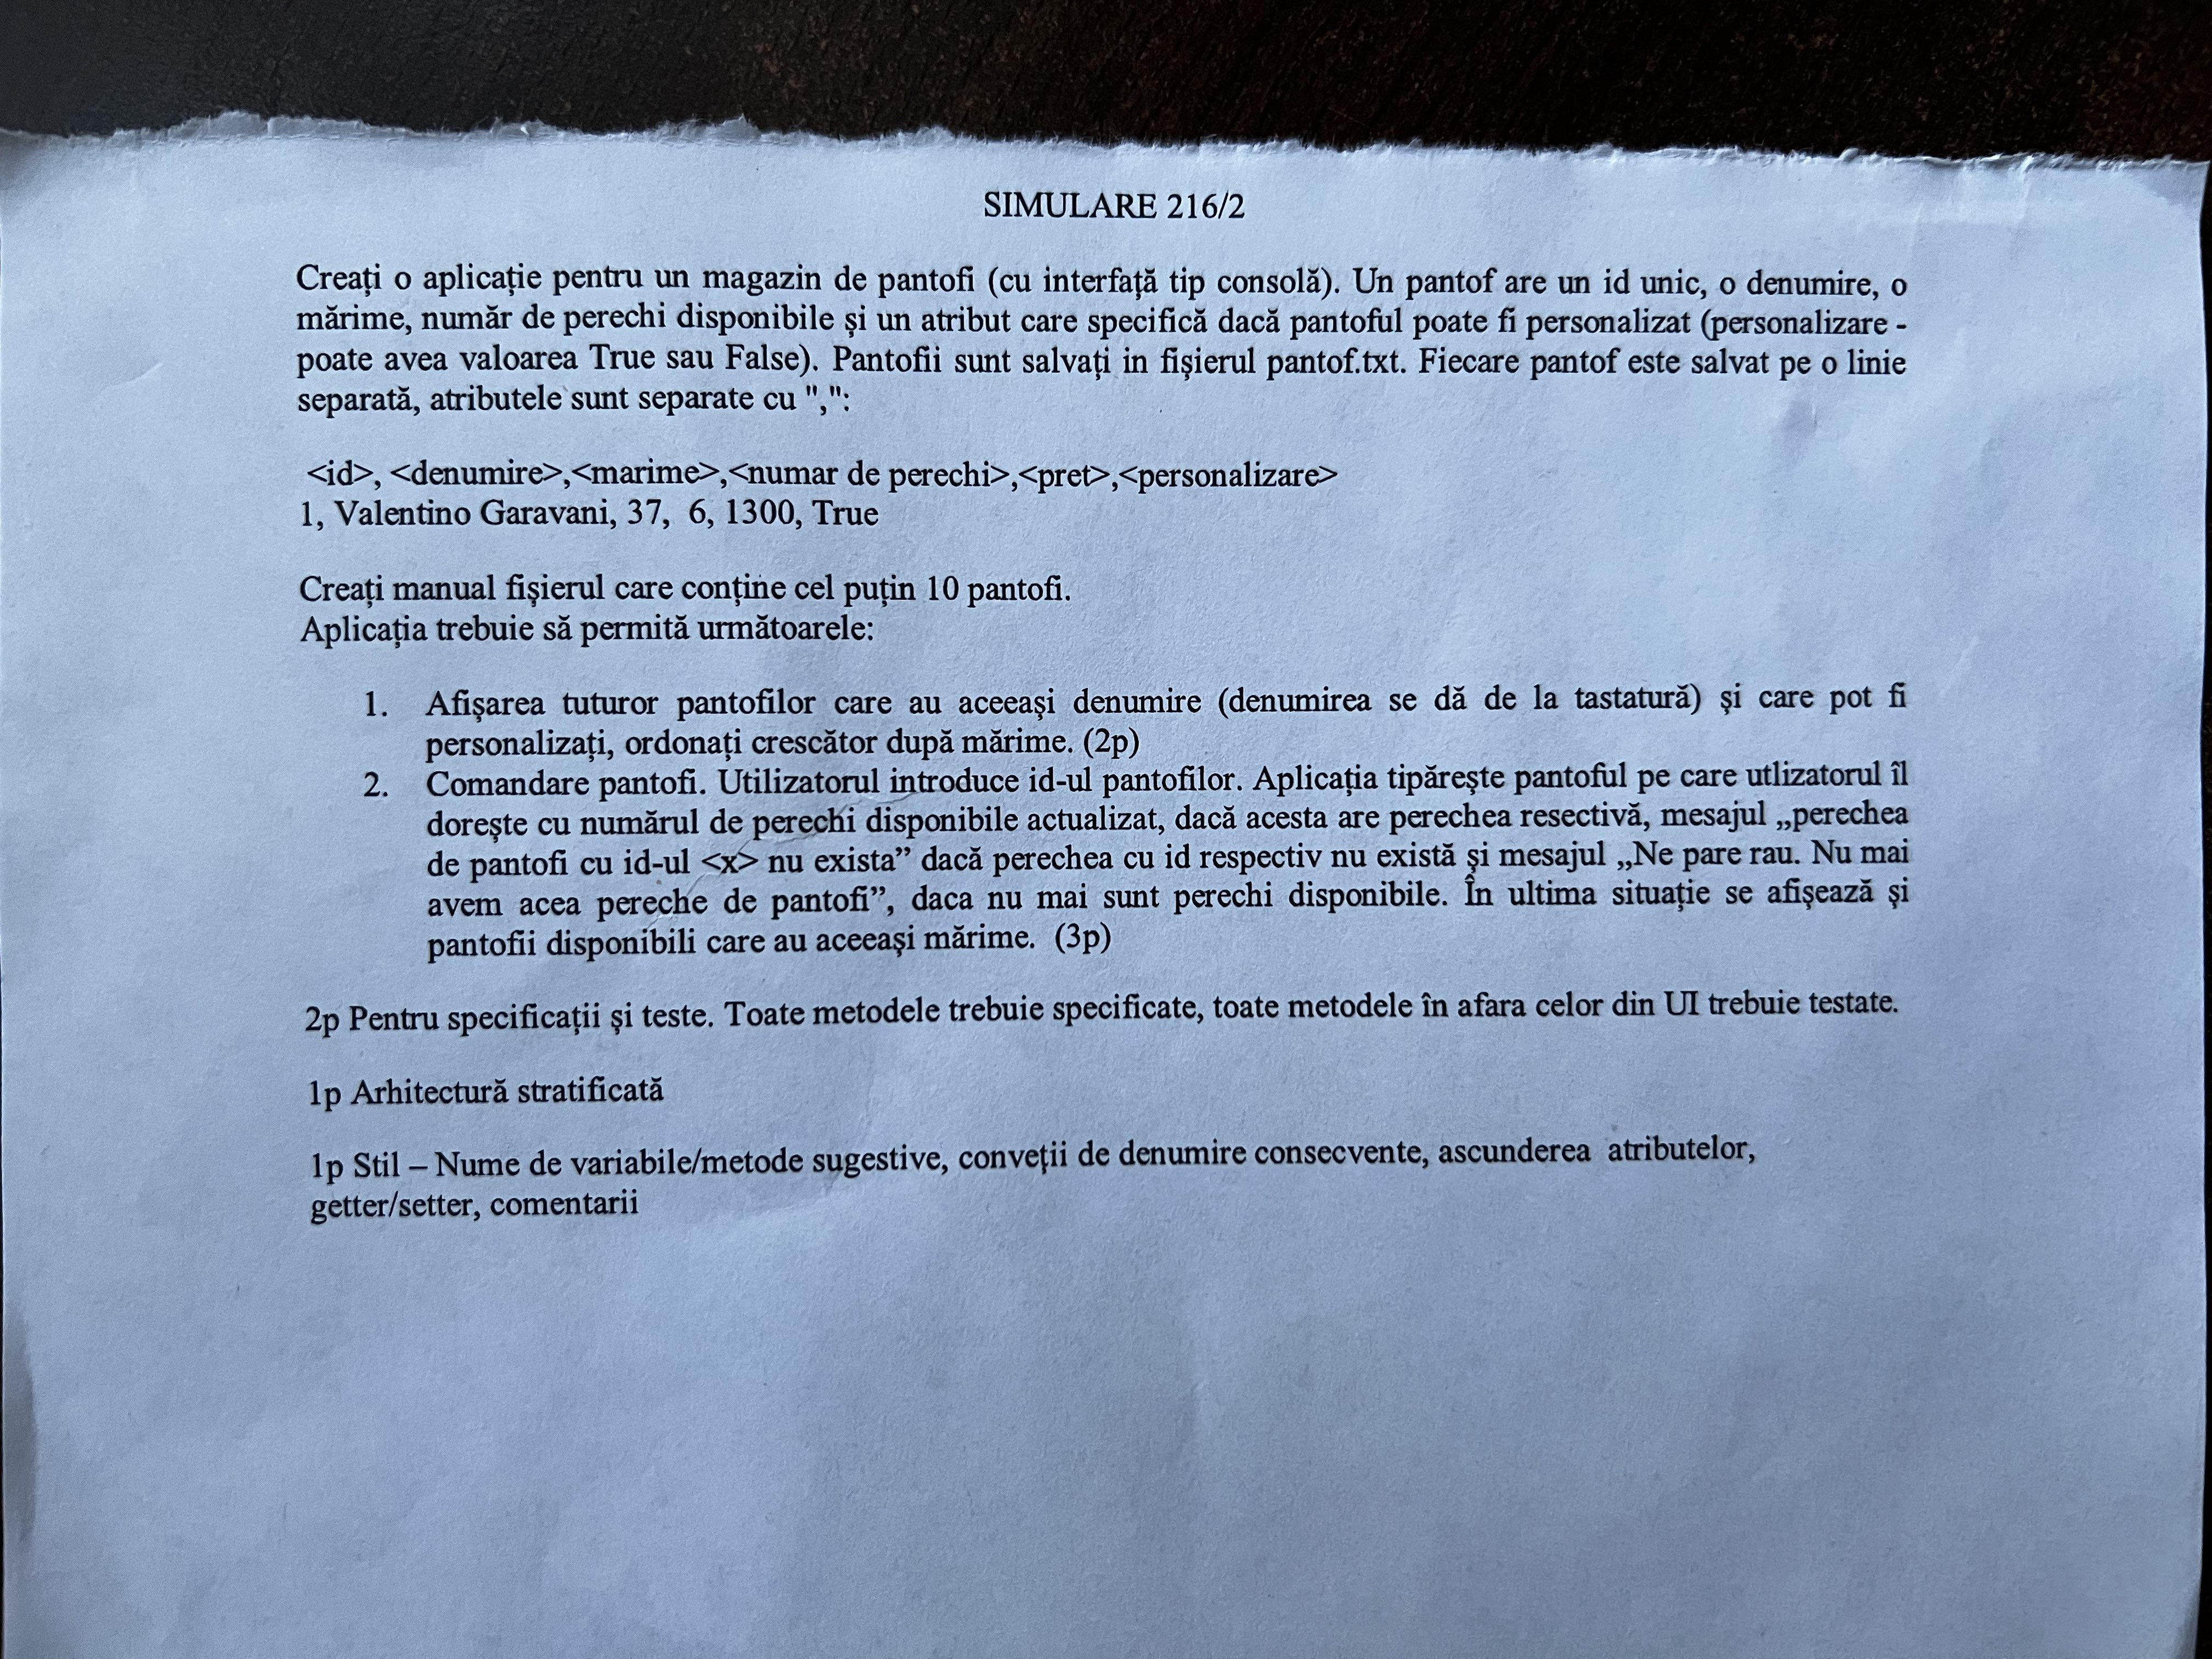 SIMULARE 216/2
Creați o aplicație pentru un magazin de pantofi (cu interfață tip consolă). Un pantof are un id unic, o denumire, o
mărime, număr de perechi disponibile și un atribut care specifică dacă pantoful poate fi personalizat (personalizare -
poate avea valoarea True sau False). Pantofii sunt salvați in fișierul pantof.txt. Fiecare pantof este salvat pe o linie
separată, atributele sunt separate cu ",":
<id>, <denumire>,<marime>,<numar de perechi>,<pret>,<personalizare>
1, Valentino Garavani, 37,  6, 1300, True
Creați manual fișierul care conține cel puțin 10 pantofi.
Aplicația trebuie să permită următoarele:
1. Afișarea tuturor pantofilor care au aceeași denumire (denumirea se dă de la tastatură) și care pot fi
personalizați, ordonați crescător după mărime. (2p)
2. Comandare pantofi. Utilizatorul introduce id-ul pantofilor. Aplicația tipărește pantoful pe care utlizatorul îl
dorește cu numărul de perechi disponibile actualizat, dacă acesta are perechea resectivă, mesajul „perechea
de pantofi cu id-ul <x> nu exista” dacă perechea cu id respectiv nu există și mesajul „Ne pare rau. Nu mai
avem acea pereche de pantofi”, daca nu mai sunt perechi disponibile. În ultima situație se afișează și
pantofii disponibili care au aceeași mărime.  (3p)
2p Pentru specificații și teste. Toate metodele trebuie specificate, toate metodele în afara celor din UI trebuie testate.
1p Arhitectură stratificată
1p Stil – Nume de variabile/metode sugestive, conveții de denumire consecvente, ascunderea  atributelor,
getter/setter, comentarii